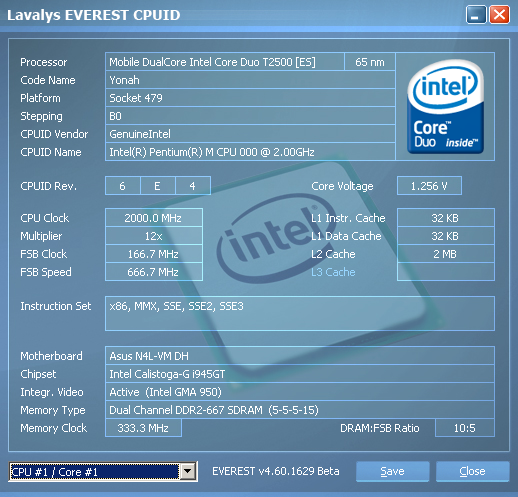 Lavalys EVEREST CPUID
Processor Mobile DualCore Intel Core Duo T2500 [ES] 65 nm
Code Name Yonah
Platform Socket 479
Stepping B0
CPUID Vendor GenuineIntel
CPUID Name Intel(R) Pentium(R) M CPU 000 @ 2.00GHz
intel
Core™
Duo inside™
CPUID Rev. 6 E 4 Core Voltage 1.256 V
CPU Clock 2000.0 MHz L1 Instr. Cache 32 KB
Multiplier 12x L1 Data Cache 32 KB
FSB Clock 166.7 MHz L2 Cache 2 MB
FSB Speed 666.7 MHz L3 Cache
intel
Instruction Set x86, MMX, SSE, SSE2, SSE3
Motherboard Asus N4L-VM DH
Chipset Intel Calistoga-G i945GT
Integr. Video Active (Intel GMA 950)
Memory Type Dual Channel DDR2-667 SDRAM (5-5-5-15)
Memory Clock 333.3 MHz DRAM:FSB Ratio 10:5
CPU #1 / Core #1 EVEREST v4.60.1629 Beta Save Close